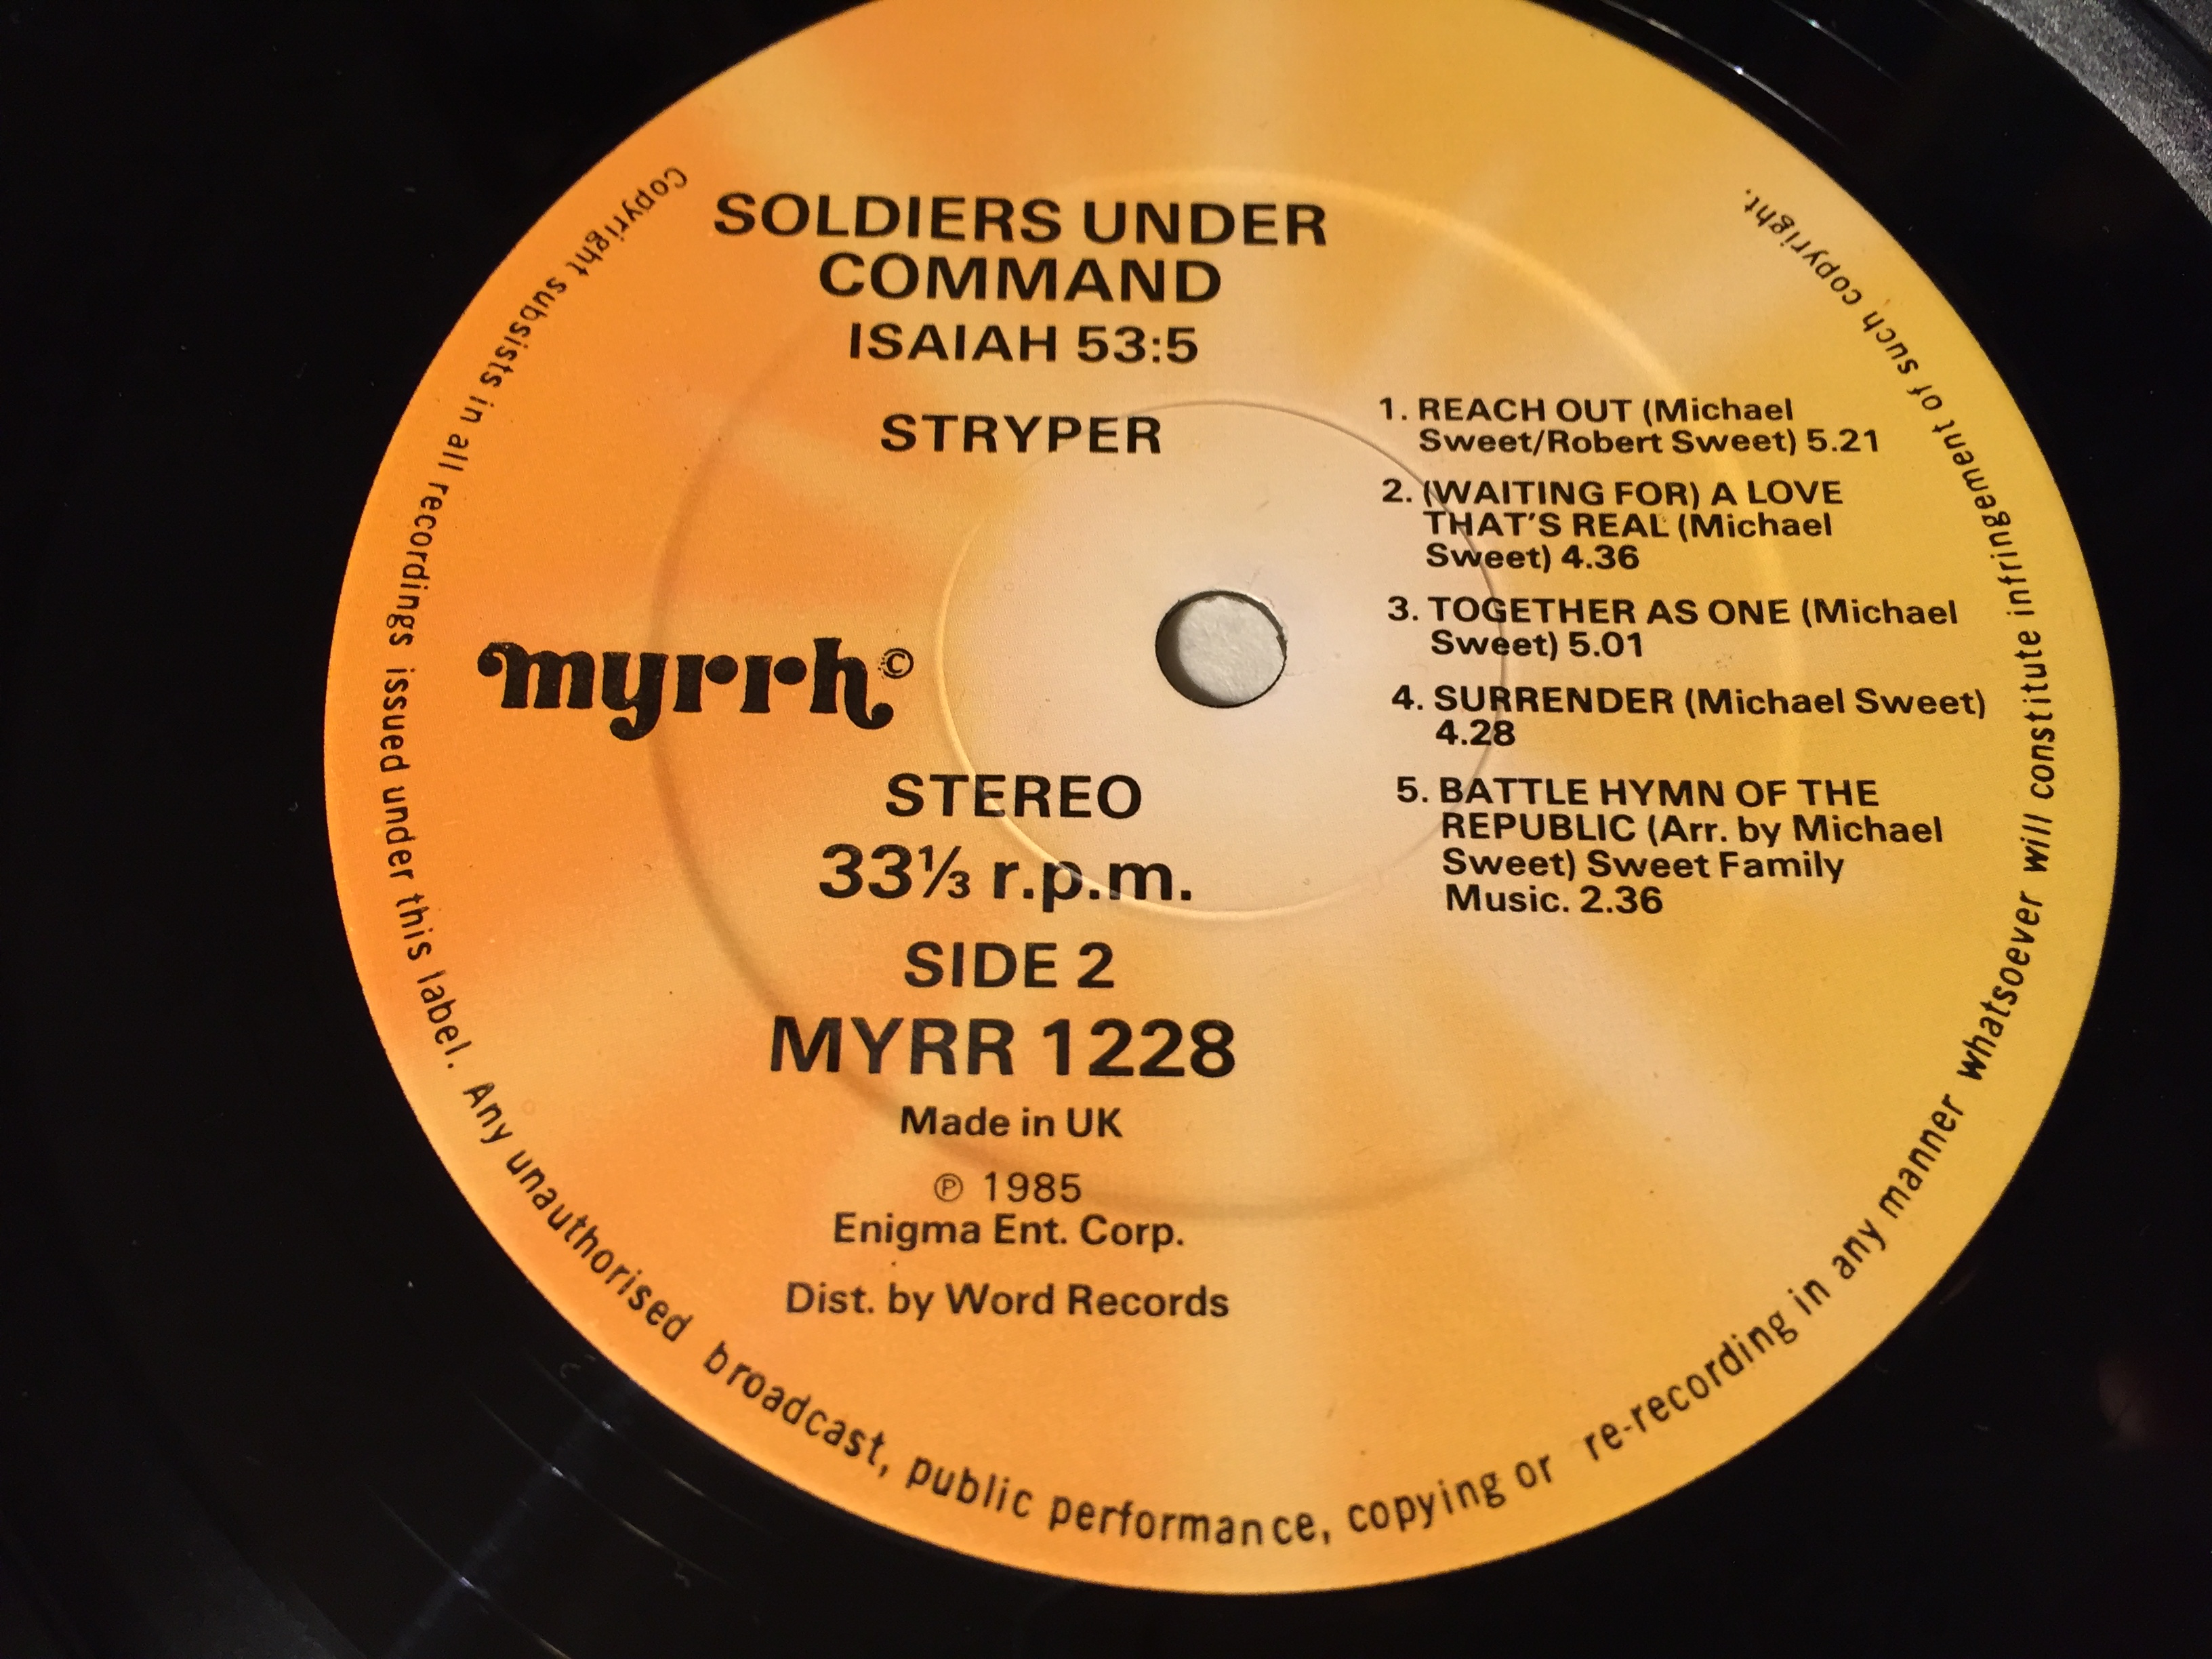 SOLDIERS UNDER
COMMAND
ISAIAH 53:5
STRYPER
myrrh©
STEREO
33⅓ r.p.m.
SIDE 2
MYRR 1228
Made in UK
℗ 1985
Enigma Ent. Corp.
Dist. by Word Records
1. REACH OUT (Michael
Sweet/Robert Sweet) 5.21
2. (WAITING FOR) A LOVE
THAT'S REAL (Michael
Sweet) 4.36
3. TOGETHER AS ONE (Michael
Sweet) 5.01
4. SURRENDER (Michael Sweet)
4.28
5. BATTLE HYMN OF THE
REPUBLIC (Arr. by Michael
Sweet) Sweet Family
Music. 2.36
Copyright subsists in all recordings issued under this label. Any unauthorised broadcast, public performance, copying or re-recording in any manner whatsoever will constitute infringement of such copyright.